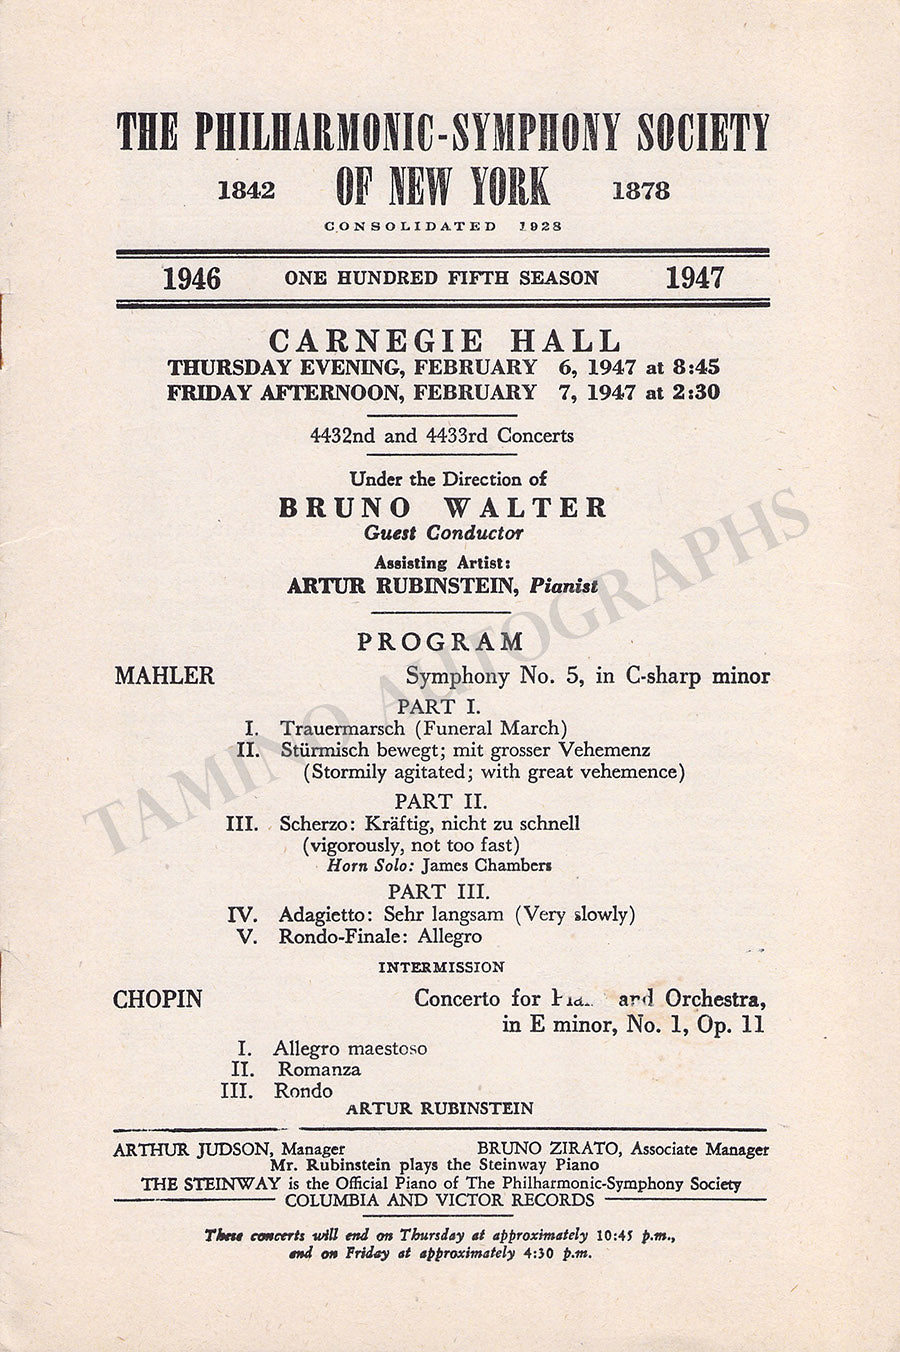 THE PHILHARMONIC-SYMPHONY SOCIETY
1842 OF NEW YORK 1878
CONSOLIDATED 1928
1946 ONE HUNDRED FIFTH SEASON 1947
CARNEGIE HALL
THURSDAY EVENING, FEBRUARY 6, 1947 at 8:45
FRIDAY AFTERNOON, FEBRUARY 7, 1947 at 2:30
4432nd and 4433rd Concerts
Under the Direction of
BRUNO WALTER
Guest Conductor
Assisting Artist:
ARTUR RUBINSTEIN, Pianist
PROGRAM
MAHLER Symphony No. 5, in C-sharp minor
PART I.
I. Trauermarsch (Funeral March)
II. Stürmisch bewegt; mit grosser Vehemenz
(Stormily agitated; with great vehemence)
PART II.
III. Scherzo: Kräftig, nicht zu schnell
(vigorously, not too fast)
Horn Solo: James Chambers
PART III.
IV. Adagietto: Sehr langsam (Very slowly)
V. Rondo-Finale: Allegro
INTERMISSION
CHOPIN Concerto for and Orchestra,
in E minor, No. 1, Op. 11
I. Allegro maestoso
II. Romanza
III. Rondo
ARTUR RUBINSTEIN
ARTHUR JUDSON, Manager BRUNO ZIRATO, Associate Manager
Mr. Rubinstein plays the Steinway Piano
THE STEINWAY is the Official Piano of The Philharmonic-Symphony Society
COLUMBIA AND VICTOR RECORDS
These concerts will end on Thursday at approximately 10:45 p.m.,
and on Friday at approximately 4:30 p.m.
TAMINO AUTOGRAPHS